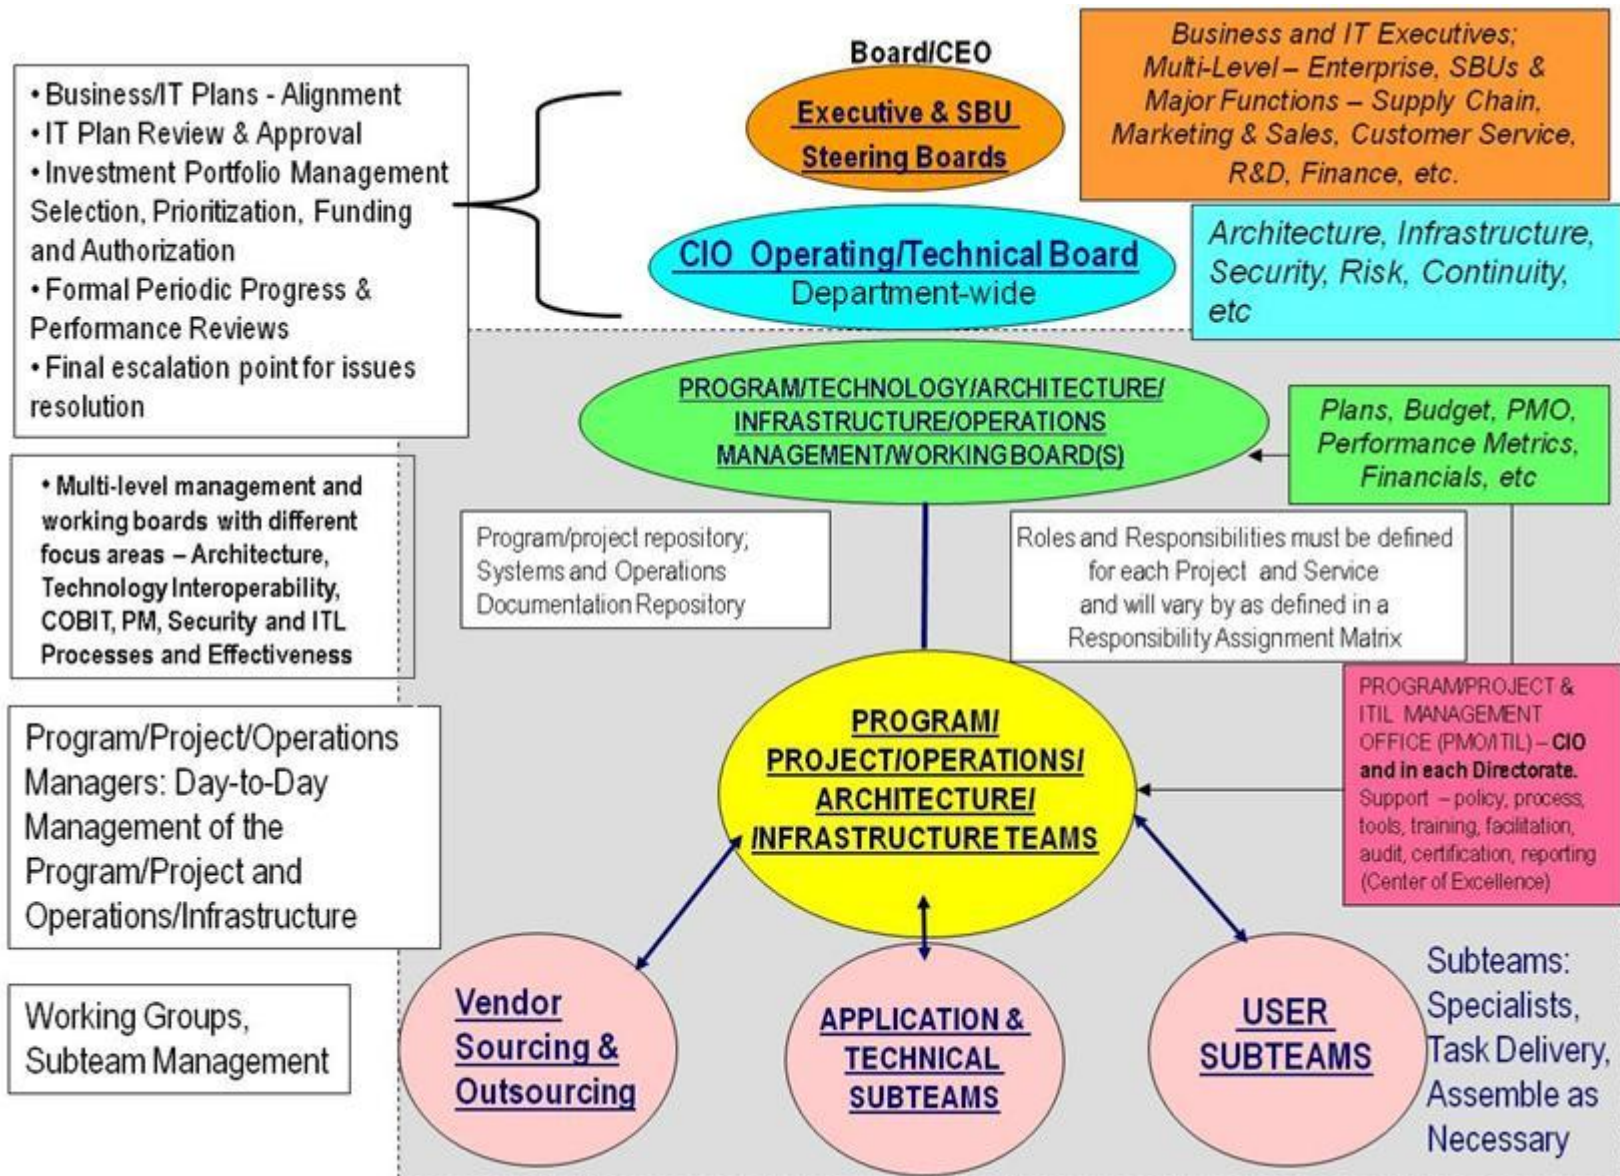 Board/CEO
Executive & SBU
Steering Boards
Business and IT Executives;
Multi-Level – Enterprise, SBUs &
Major Functions – Supply Chain,
Marketing & Sales, Customer Service,
R&D, Finance, etc.
• Business/IT Plans - Alignment
• IT Plan Review & Approval
• Investment Portfolio Management
Selection, Prioritization, Funding
and Authorization
• Formal Periodic Progress &
Performance Reviews
• Final escalation point for issues
resolution
CIO Operating/Technical Board
Department-wide
Architecture, Infrastructure,
Security, Risk, Continuity,
etc
PROGRAM/TECHNOLOGY/ARCHITECTURE/
INFRASTRUCTURE/OPERATIONS
MANAGEMENT/WORKING BOARD(S)
Plans, Budget, PMO,
Performance Metrics,
Financials, etc
• Multi-level management and
working boards with different
focus areas – Architecture,
Technology Interoperability,
COBIT, PM, Security and ITL
Processes and Effectiveness
Program/project repository;
Systems and Operations
Documentation Repository
Roles and Responsibilities must be defined
for each Project and Service
and will vary by as defined in a
Responsibility Assignment Matrix
Program/Project/Operations
Managers: Day-to-Day
Management of the
Program/Project and
Operations/Infrastructure
PROGRAM/
PROJECT/OPERATIONS/
ARCHITECTURE/
/INFRASTRUCTURE TEAMS
PROGRAM/PROJECT &
ITIL MANAGEMENT
OFFICE (PMO/ITIL) – CIO
and in each Directorate.
Support – policy, process,
tools, training, facilitation,
audit, certification, reporting
(Center of Excellence)
Working Groups,
Subteam Management
Vendor
Sourcing &
Outsourcing
APPLICATION &
TECHNICAL
SUBTEAMS
USER
SUBTEAMS
Subteams:
Specialists,
Task Delivery,
Assemble as
Necessary